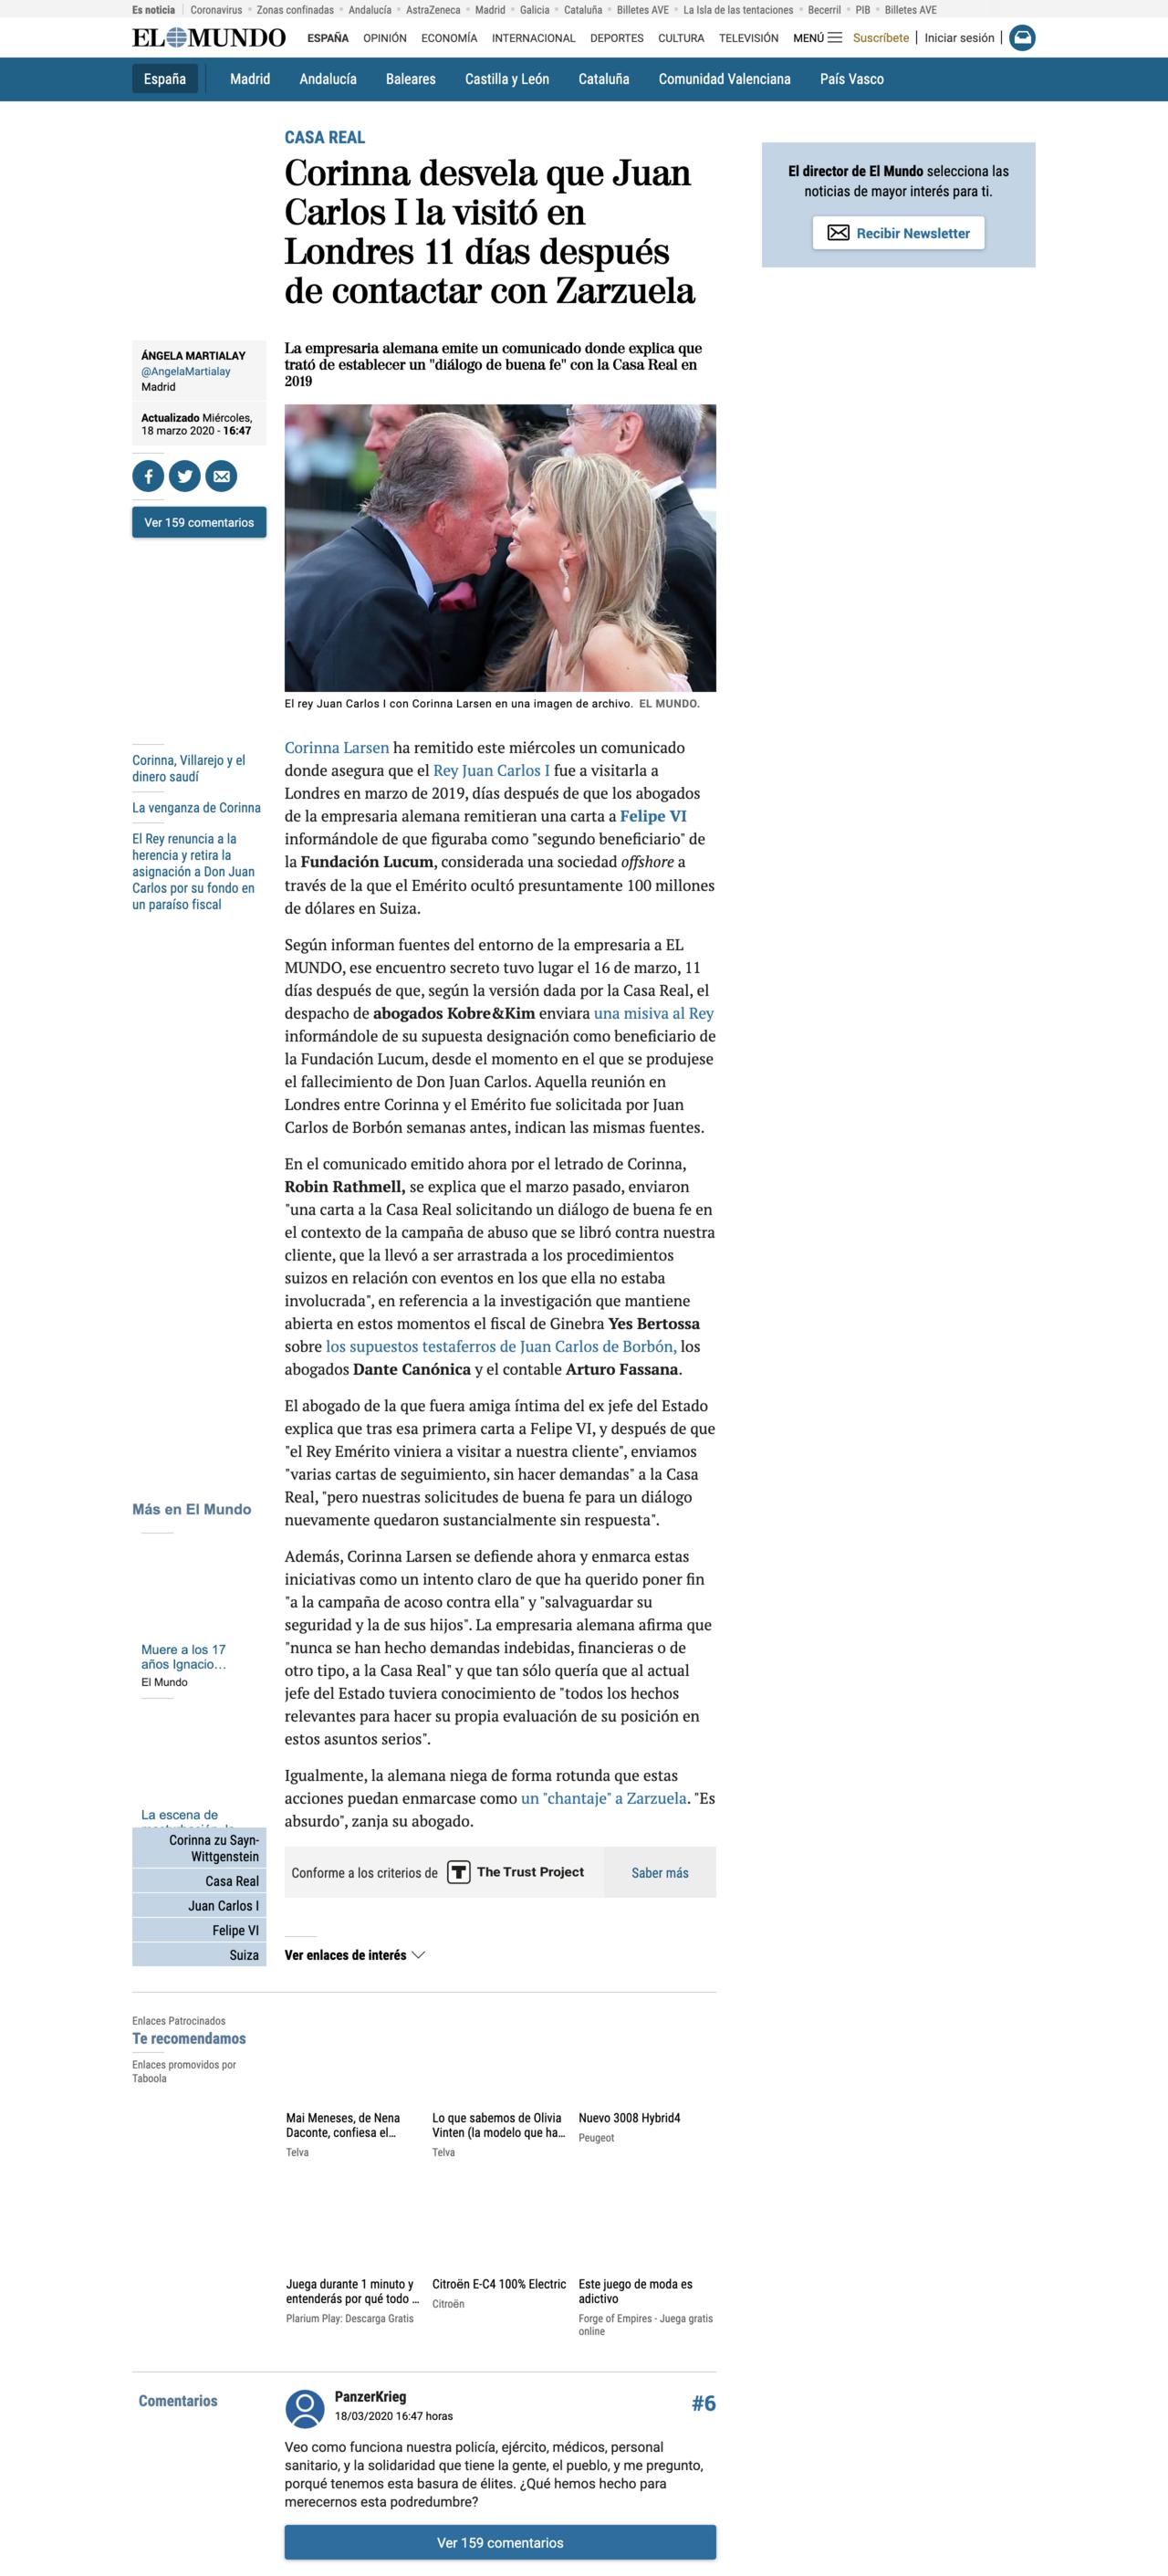 Es noticia Coronavirus Zonas confinadas Andalucía AstraZeneca Madrid Galicia Cataluña Billetes AVE La Isla de las tentaciones Becerril PIB Billetes AVE
EL MUNDO ESPAÑA OPINIÓN ECONOMÍA INTERNACIONAL DEPORTES CULTURA TELEVISIÓN MENÚ Suscríbete Iniciar sesión
España Madrid Andalucía Baleares Castilla y León Cataluña Comunidad Valenciana País Vasco
CASA REAL
Corinna desvela que Juan
Carlos I la visitó en
Londres 11 días después
de contactar con Zarzuela
El director de El Mundo selecciona las
noticias de mayor interés para ti.
Recibir Newsletter
ÁNGELA MARTIALAY
@AngelaMartialay
Madrid
Actualizado Miércoles,
18 marzo 2020 - 16:47
Ver 159 comentarios
La empresaria alemana emite un comunicado donde explica que
trató de establecer un "diálogo de buena fe" con la Casa Real en
2019
El rey Juan Carlos I con Corinna Larsen en una imagen de archivo. EL MUNDO.
Corinna, Villarejo y el
dinero saudí
La venganza de Corinna
El Rey renuncia a la
herencia y retira la
asignación a Don Juan
Carlos por su fondo en
un paraíso fiscal
Corinna Larsen ha remitido este miércoles un comunicado
donde asegura que el Rey Juan Carlos I fue a visitarla a
Londres en marzo de 2019, días después de que los abogados
de la empresaria alemana remitieran una carta a Felipe VI
informándole de que figuraba como "segundo beneficiario" de
la Fundación Lucum, considerada una sociedad offshore a
través de la que el Emérito ocultó presuntamente 100 millones
de dólares en Suiza.
Según informan fuentes del entorno de la empresaria a EL
MUNDO, ese encuentro secreto tuvo lugar el 16 de marzo, 11
días después de que, según la versión dada por la Casa Real, el
despacho de abogados Kobre&Kim enviara una misiva al Rey
informándole de su supuesta designación como beneficiario de
la Fundación Lucum, desde el momento en el que se produjese
el fallecimiento de Don Juan Carlos. Aquella reunión en
Londres entre Corinna y el Emérito fue solicitada por Juan
Carlos de Borbón semanas antes, indican las mismas fuentes.
En el comunicado emitido ahora por el letrado de Corinna,
Robin Rathmell, se explica que el marzo pasado, enviaron
"una carta a la Casa Real solicitando un diálogo de buena fe en
el contexto de la campaña de abuso que se libró contra nuestra
cliente, que la llevó a ser arrastrada a los procedimientos
suizos en relación con eventos en los que ella no estaba
involucrada", en referencia a la investigación que mantiene
abierta en estos momentos el fiscal de Ginebra Yes Bertossa
sobre los supuestos testaferros de Juan Carlos de Borbón, los
abogados Dante Canónica y el contable Arturo Fassana.
El abogado de la que fuera amiga íntima del ex jefe del Estado
explica que tras esa primera carta a Felipe VI, y después de que
"el Rey Emérito viniera a visitar a nuestra cliente", enviamos
"varias cartas de seguimiento, sin hacer demandas" a la Casa
Real, "pero nuestras solicitudes de buena fe para un diálogo
nuevamente quedaron sustancialmente sin respuesta".
Además, Corinna Larsen se defiende ahora y enmarca estas
iniciativas como un intento claro de que ha querido poner fin
"a la campaña de acoso contra ella" y "salvaguardar su
seguridad y la de sus hijos". La empresaria alemana afirma que
"nunca se han hecho demandas indebidas, financieras o de
otro tipo, a la Casa Real" y que tan sólo quería que al actual
jefe del Estado tuviera conocimiento de "todos los hechos
relevantes para hacer su propia evaluación de su posición en
estos asuntos serios".
Igualmente, la alemana niega de forma rotunda que estas
acciones puedan enmarcase como un "chantaje" a Zarzuela. "Es
absurdo", zanja su abogado.
Más en El Mundo
Muere a los 17
años Ignacio…
El Mundo
La escena de
Corinna zu Sayn-
Wittgenstein
Casa Real
Juan Carlos I
Felipe VI
Suiza
Conforme a los criterios de T The Trust Project Saber más
Ver enlaces de interés
Enlaces Patrocinados
Te recomendamos
Enlaces promovidos por
Taboola
Mai Meneses, de Nena
Daconte, confiesa el…
Telva
Lo que sabemos de Olivia
Vinten (la modelo que ha…
Telva
Nuevo 3008 Hybrid4
Peugeot
Juega durante 1 minuto y
entenderás por qué todo …
Plarium Play: Descarga Gratis
Citroën E-C4 100% Electric
Citroën
Este juego de moda es
adictivo
Forge of Empires - Juega gratis
online
Comentarios
PanzerKrieg
18/03/2020 16:47 horas
#6
Veo como funciona nuestra policía, ejército, médicos, personal
sanitario, y la solidaridad que tiene la gente, el pueblo, y me pregunto,
porqué tenemos esta basura de élites. ¿Qué hemos hecho para
merecernos esta podredumbre?
Ver 159 comentarios